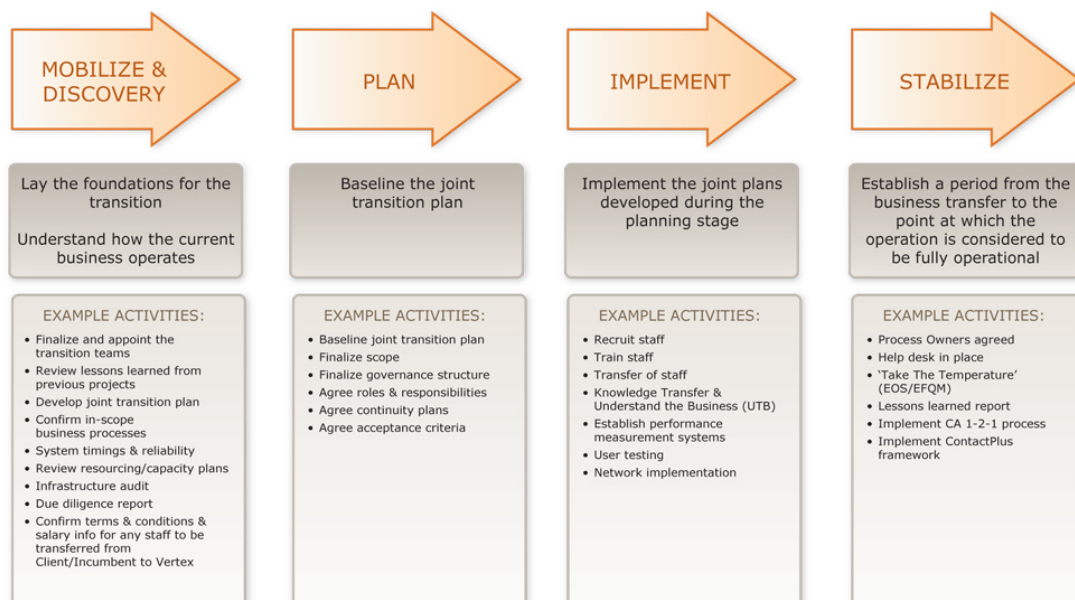 MOBILIZE &
DISCOVERY
PLAN
IMPLEMENT
STABILIZE
Lay the foundations for the
transition
Understand how the current
business operates
Baseline the joint
transition plan
Implement the joint plans
developed during the
planning stage
Establish a period from the
business transfer to the
point at which the
operation is considered to
be fully operational
EXAMPLE ACTIVITIES:
• Finalize and appoint the
transition teams
• Review lessons learned from
previous projects
• Develop joint transition plan
• Confirm in-scope
business processes
• System timings & reliability
• Review resourcing/capacity plans
• Infrastructure audit
• Due diligence report
• Confirm terms & conditions &
salary info for any staff to be
transferred from
Client/Incumbent to Vertex
EXAMPLE ACTIVITIES:
• Baseline joint transition plan
• Finalize scope
• Finalize governance structure
• Agree roles & responsibilities
• Agree continuity plans
• Agree acceptance criteria
EXAMPLE ACTIVITIES:
• Recruit staff
• Train staff
• Transfer of staff
• Knowledge Transfer &
Understand the Business (UTB)
• Establish performance
measurement systems
• User testing
• Network implementation
EXAMPLE ACTIVITIES:
• Process Owners agreed
• Help desk in place
• ‘Take The Temperature’
(EOS/EFQM)
• Lessons learned report
• Implement CA 1-2-1 process
• Implement ContactPlus
framework